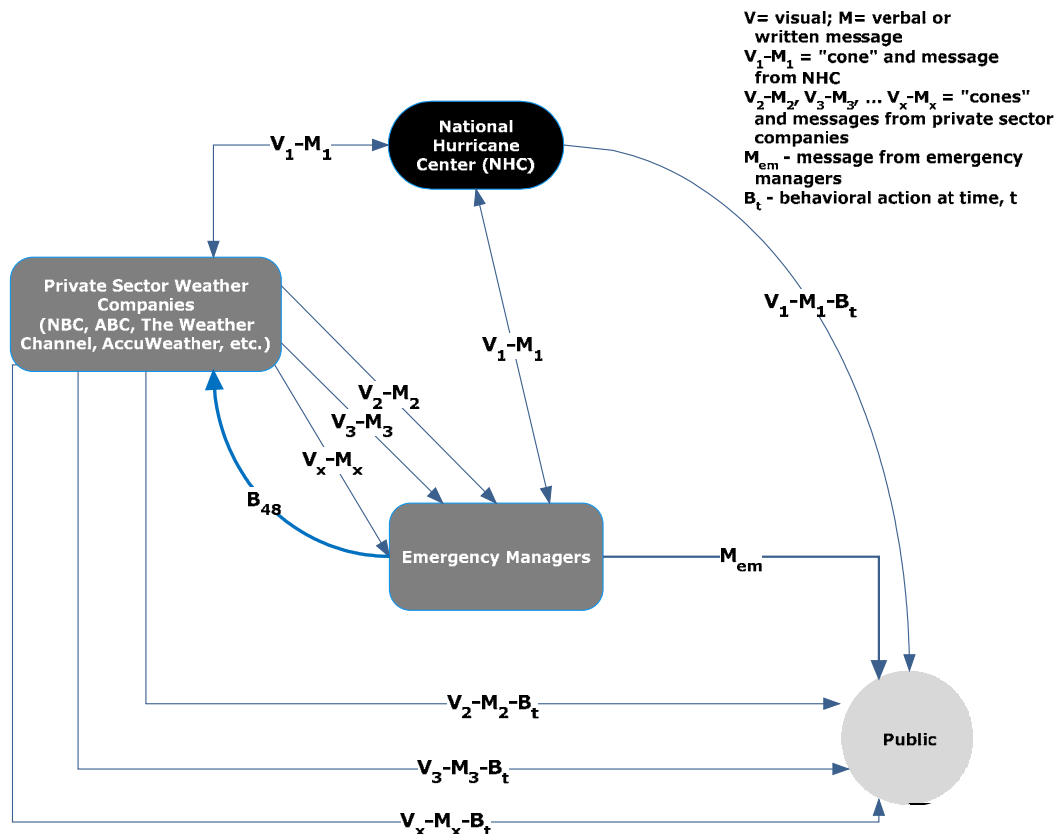 V= visual; M= verbal or
written message
V1-M1 = "cone" and message
from NHC
V2-M2, V3-M3, ... Vx-Mx = "cones"
and messages from private sector
companies
Mem - message from emergency
managers
Bt - behavioral action at time, t
National
Hurricane
Center (NHC)
V1-M1
Private Sector Weather
Companies
(NBC, ABC, The Weather
Channel, AccuWeather, etc.)
V1-M1-Bt
V1-M1
V2-M2
V3-M3
Vx-Mx
B48
Emergency Managers
Mem
V2-M2-Bt
Public
V3-M3-Bt
Vx-Mx-Bt